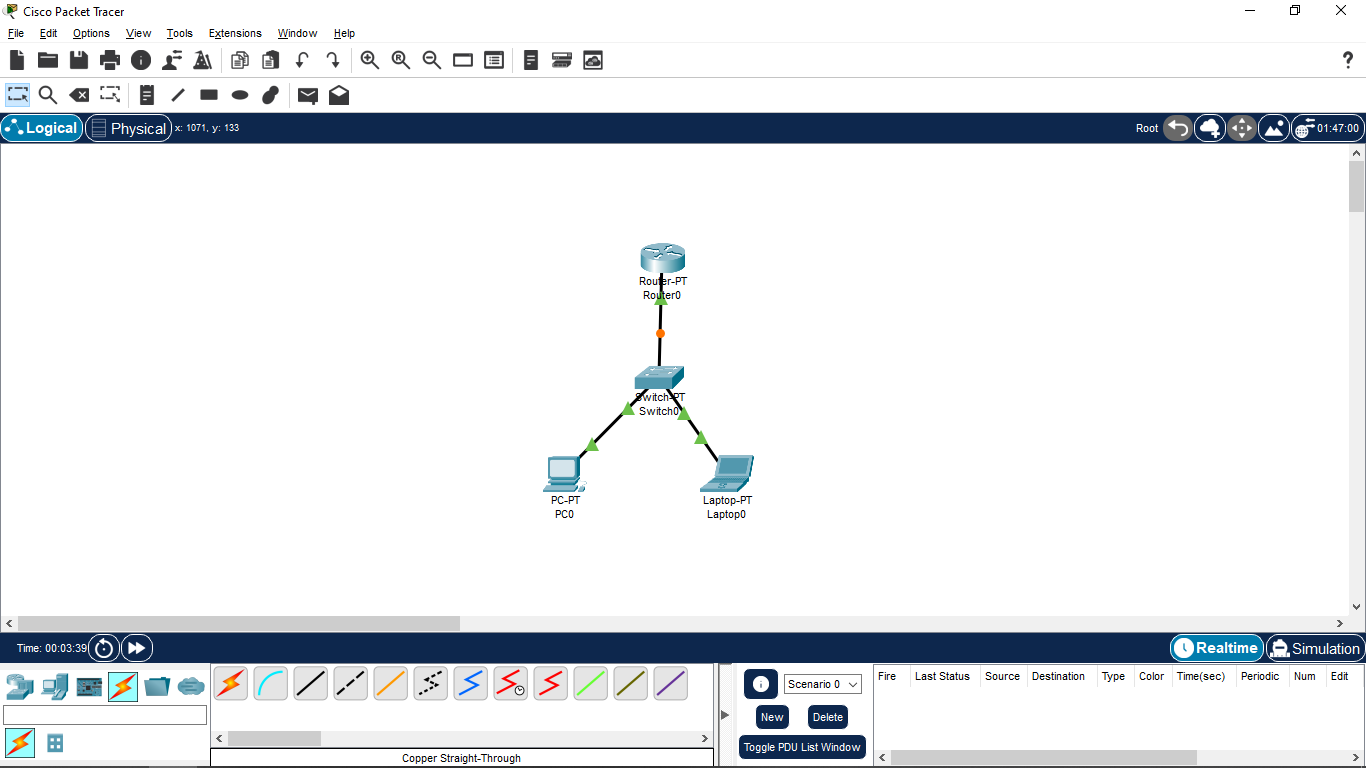 Cisco Packet Tracer
File Edit Options View Tools Extensions Window Help
Logical Physical x: 1071, y: 133 Root 01:47:00
Router-PT
Router0
Switch-PT
Switch0
PC-PT
PC0
Laptop-PT
Laptop0
Time: 00:03:39 Realtime Simulation
Scenario 0
New Delete
Toggle PDU List Window
Fire Last Status Source Destination Type Color Time(sec) Periodic Num Edit
Copper Straight-Through